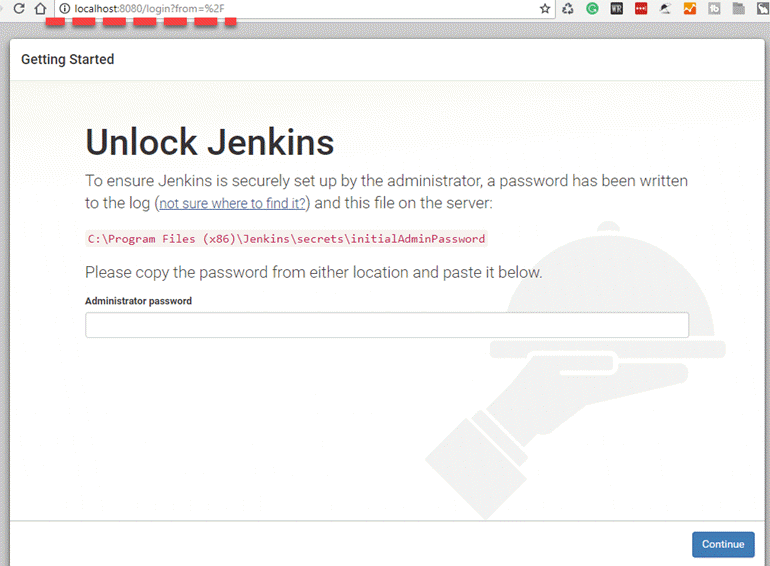 localhost:8080/login?from=%2F
Getting Started
Unlock Jenkins
To ensure Jenkins is securely set up by the administrator, a password has been written
to the log (not sure where to find it?) and this file on the server:
C:\Program Files (x86)\Jenkins\secrets\initialAdminPassword
Please copy the password from either location and paste it below.
Administrator password
Continue